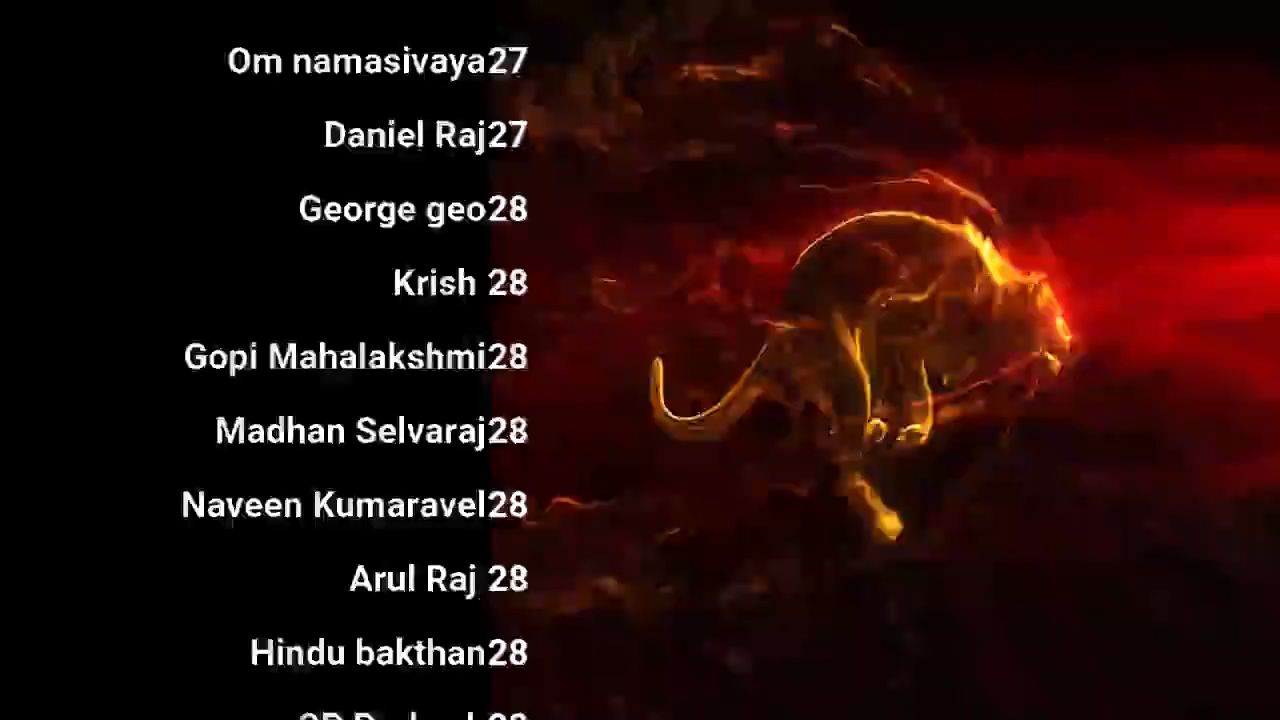 Om namasivaya27
Daniel Raj27
George geo28
Krish 28
Gopi Mahalakshmi28
Madhan Selvaraj28
Naveen Kumaravel28
Arul Raj 28
Hindu bakthan28